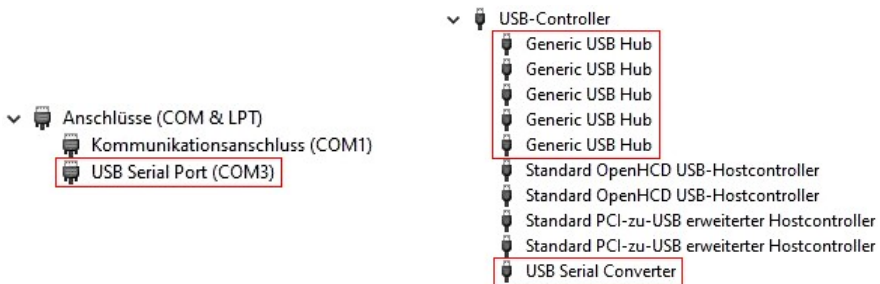 Anschlüsse (COM & LPT)
Kommunikationsanschluss (COM1)
USB Serial Port (COM3)
USB-Controller
Generic USB Hub
Generic USB Hub
Generic USB Hub
Generic USB Hub
Generic USB Hub
Standard OpenHCD USB-Hostcontroller
Standard OpenHCD USB-Hostcontroller
Standard PCI-zu-USB erweiterter Hostcontroller
Standard PCI-zu-USB erweiterter Hostcontroller
USB Serial Converter